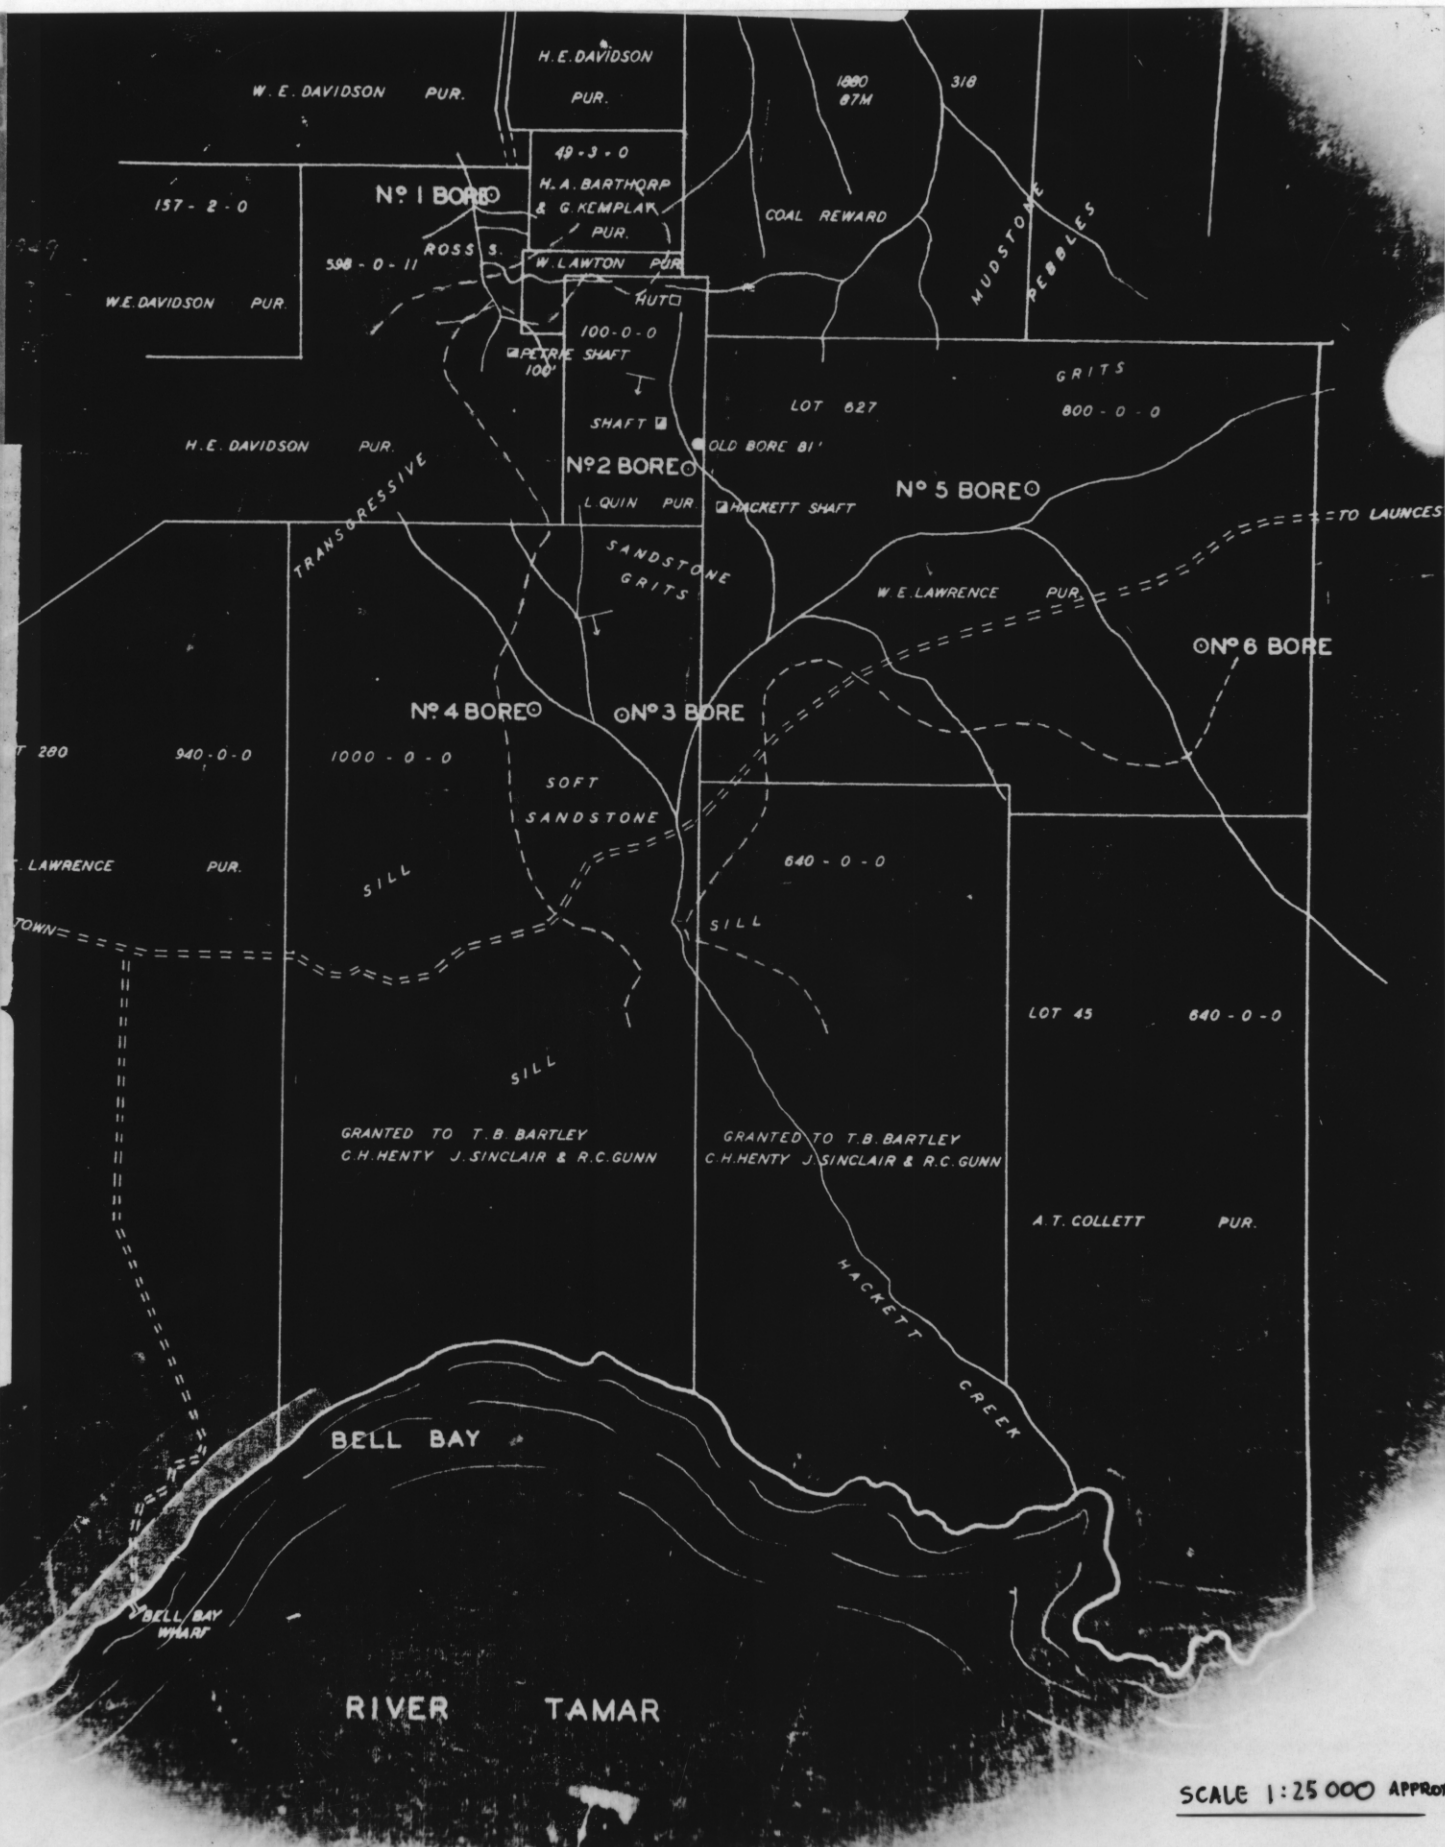 H.E. DAVIDSON
PUR.
W. E. DAVIDSON PUR.
1880
87M
318
49-3-0
H.A. BARTHORP
& G. KEMPLAY
PUR.
157-2-0
Nº 1 BORE
COAL REWARD
MUDSTONE
PEBBLES
ROSS S.
598-0-11
W. LAWTON PUR
W.E. DAVIDSON PUR.
HUT
100-0-0
PETRIE SHAFT
100'
GRITS
LOT 627
800-0-0
SHAFT
H.E. DAVIDSON PUR.
OLD BORE 81'
Nº 2 BORE
Nº 5 BORE
L. QUIN PUR.
HACKETT SHAFT
TO LAUNCES
TRANSGRESSIVE
SANDSTONE
GRITS
W.E. LAWRENCE PUR.
Nº 6 BORE
Nº 4 BORE
Nº 3 BORE
T 280
940-0-0
1000-0-0
SOFT
SANDSTONE
640-0-0
LAWRENCE PUR.
SILL
TOWN
SILL
LOT 45
640-0-0
SILL
GRANTED TO T.B. BARTLEY
C.H. HENTY J. SINCLAIR & R.C. GUNN
GRANTED TO T.B. BARTLEY
C.H. HENTY J. SINCLAIR & R.C. GUNN
A.T. COLLETT PUR.
HACKETT
CREEK
BELL BAY
BELL BAY
WHARF
RIVER TAMAR
SCALE 1:25 000 APPROX